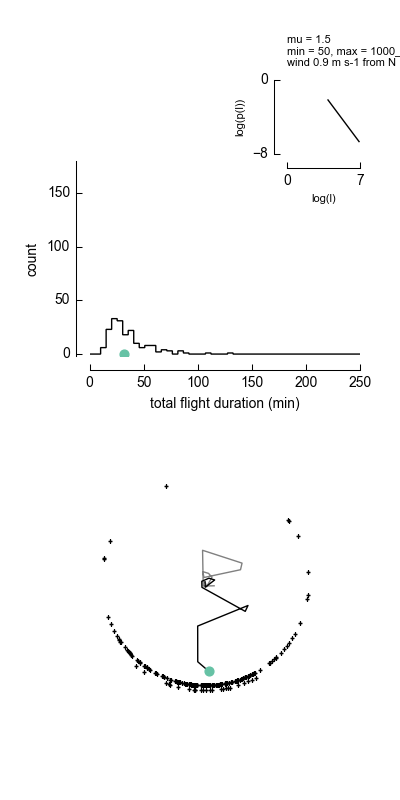 mu = 1.5
min = 50, max = 1000_
wind 0.9 m s-1 from N
0
log(p(l))
−8
0 7
log(l)
150
count
100
50
0
0 50 100 150 200 250
total flight duration (min)